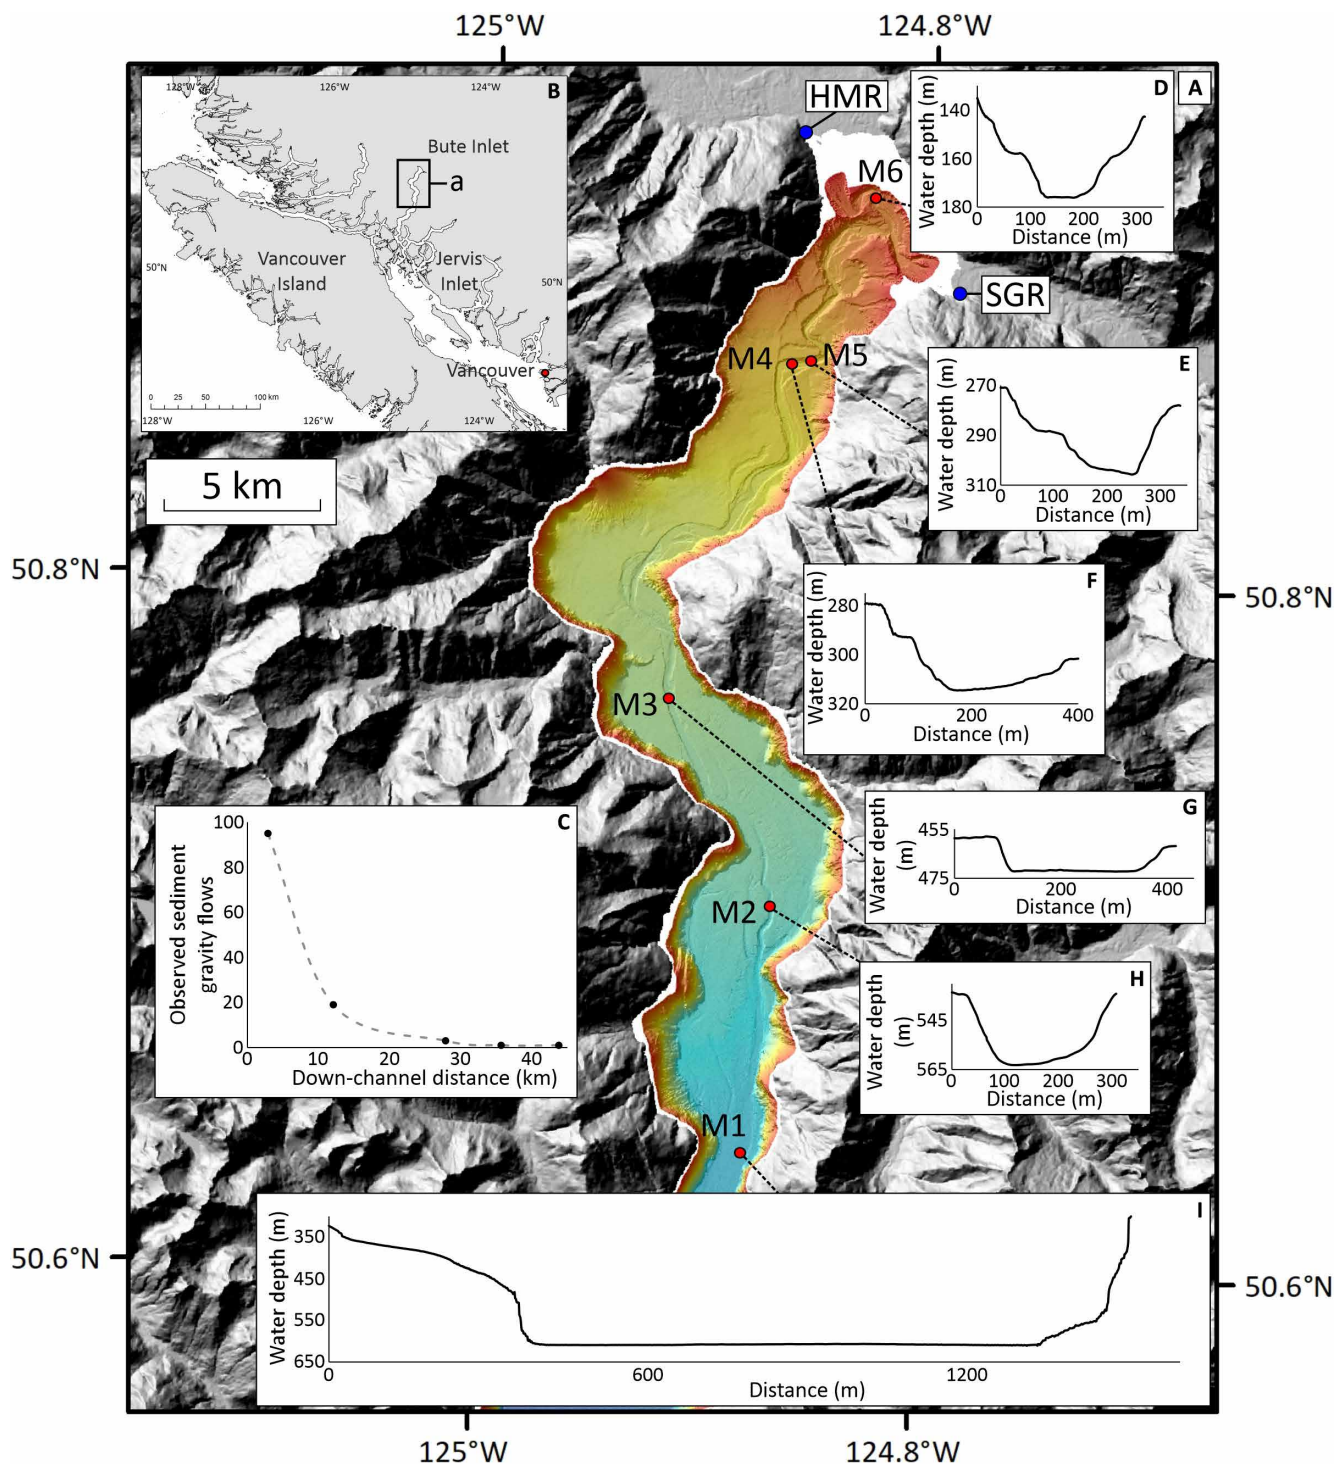 125°W
124.8°W
128°W
126°W
124°W
B
Bute Inlet
a
Vancouver
Island
Jervis
Inlet
50°N
50°N
Vancouver
0 25 50 100 km
128°W
126°W
124°W
5 km
HMR
M6
SGR
M4
M5
M3
M2
M1
A
D
Water depth (m)
140
160
180
0 100 200 300
Distance (m)
E
Water depth (m)
270
290
310
0 100 200 300
Distance (m)
50.8°N
50.8°N
F
Water depth (m)
280
300
320
0 200 400
Distance (m)
G
Water depth
(m)
455
475
0 200 400
Distance (m)
C
Observed sediment
gravity flows
100
80
60
40
20
0
0 10 20 30 40
Down-channel distance (km)
H
Water depth
(m)
545
565
0 100 200 300
Distance (m)
50.6°N
50.6°N
I
Water depth (m)
350
450
550
650
0 600 1200
Distance (m)
125°W
124.8°W